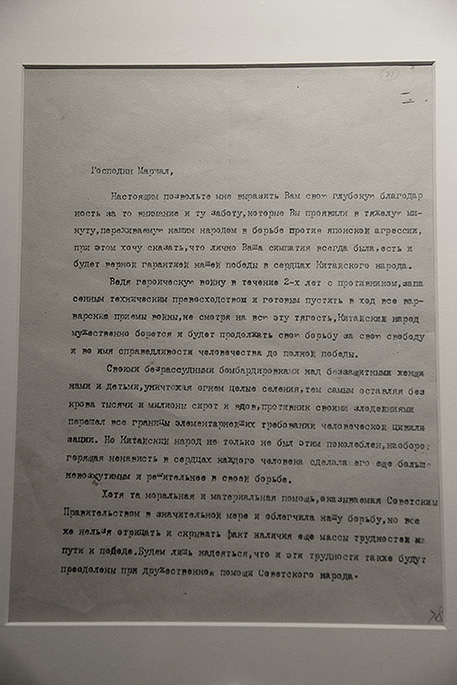 (77)
Господин Маршал,
Настоящим позвольте мне выразить Вам свою глубокую благодар
ность за то внимание и ту заботу,которые Вы проявили в тяжелую ми-
нуту,переживаемую нашим народом в борьбе против японской агрессии,
при этом хочу сказать,что лично Ваша симпатия всегда была,есть и
будет верной гарантией нашей победы в сердцах Китайского народа.
Ведя героическую войну в течение 2-х лет с противником,запа
сенным техническим превосходством и готовым пустить в ход все вар-
варские приемы войны,не смотря на всю эту тягость,Китайский народ
мужественно борется и будет продолжать свою борьбу за свою свободу
и во имя справедливости человечества до полной победы.
Своими безрассудными бомбардировками над беззащитными женщи
нами и детьми,уничтожая огнем целые селения,тем самым оставляя без
крова тысячи и милионы сирот и вдов,противник своими злодеяниями
перешел все границы элементарнейших требований человеческой цивили
зации. Но Китайский народ не только не был этим поколеблен,наоборот
горящая ненависть в сердцах каждого человека сделала его еще больше
невозмутимым и решительнее в своей борьбе.
Хотя та моральная и материальная помощь,оказываемая Советским
Правительством в значительной мере и облегчила нашу борьбу,но все
же нельзя отрицать и скрывать факт наличия еще массы трудностей на
пути к победе.Будем лишь надеяться,что и эти трудности также будут
преодолены при дружественной помощи Советского народа.
78